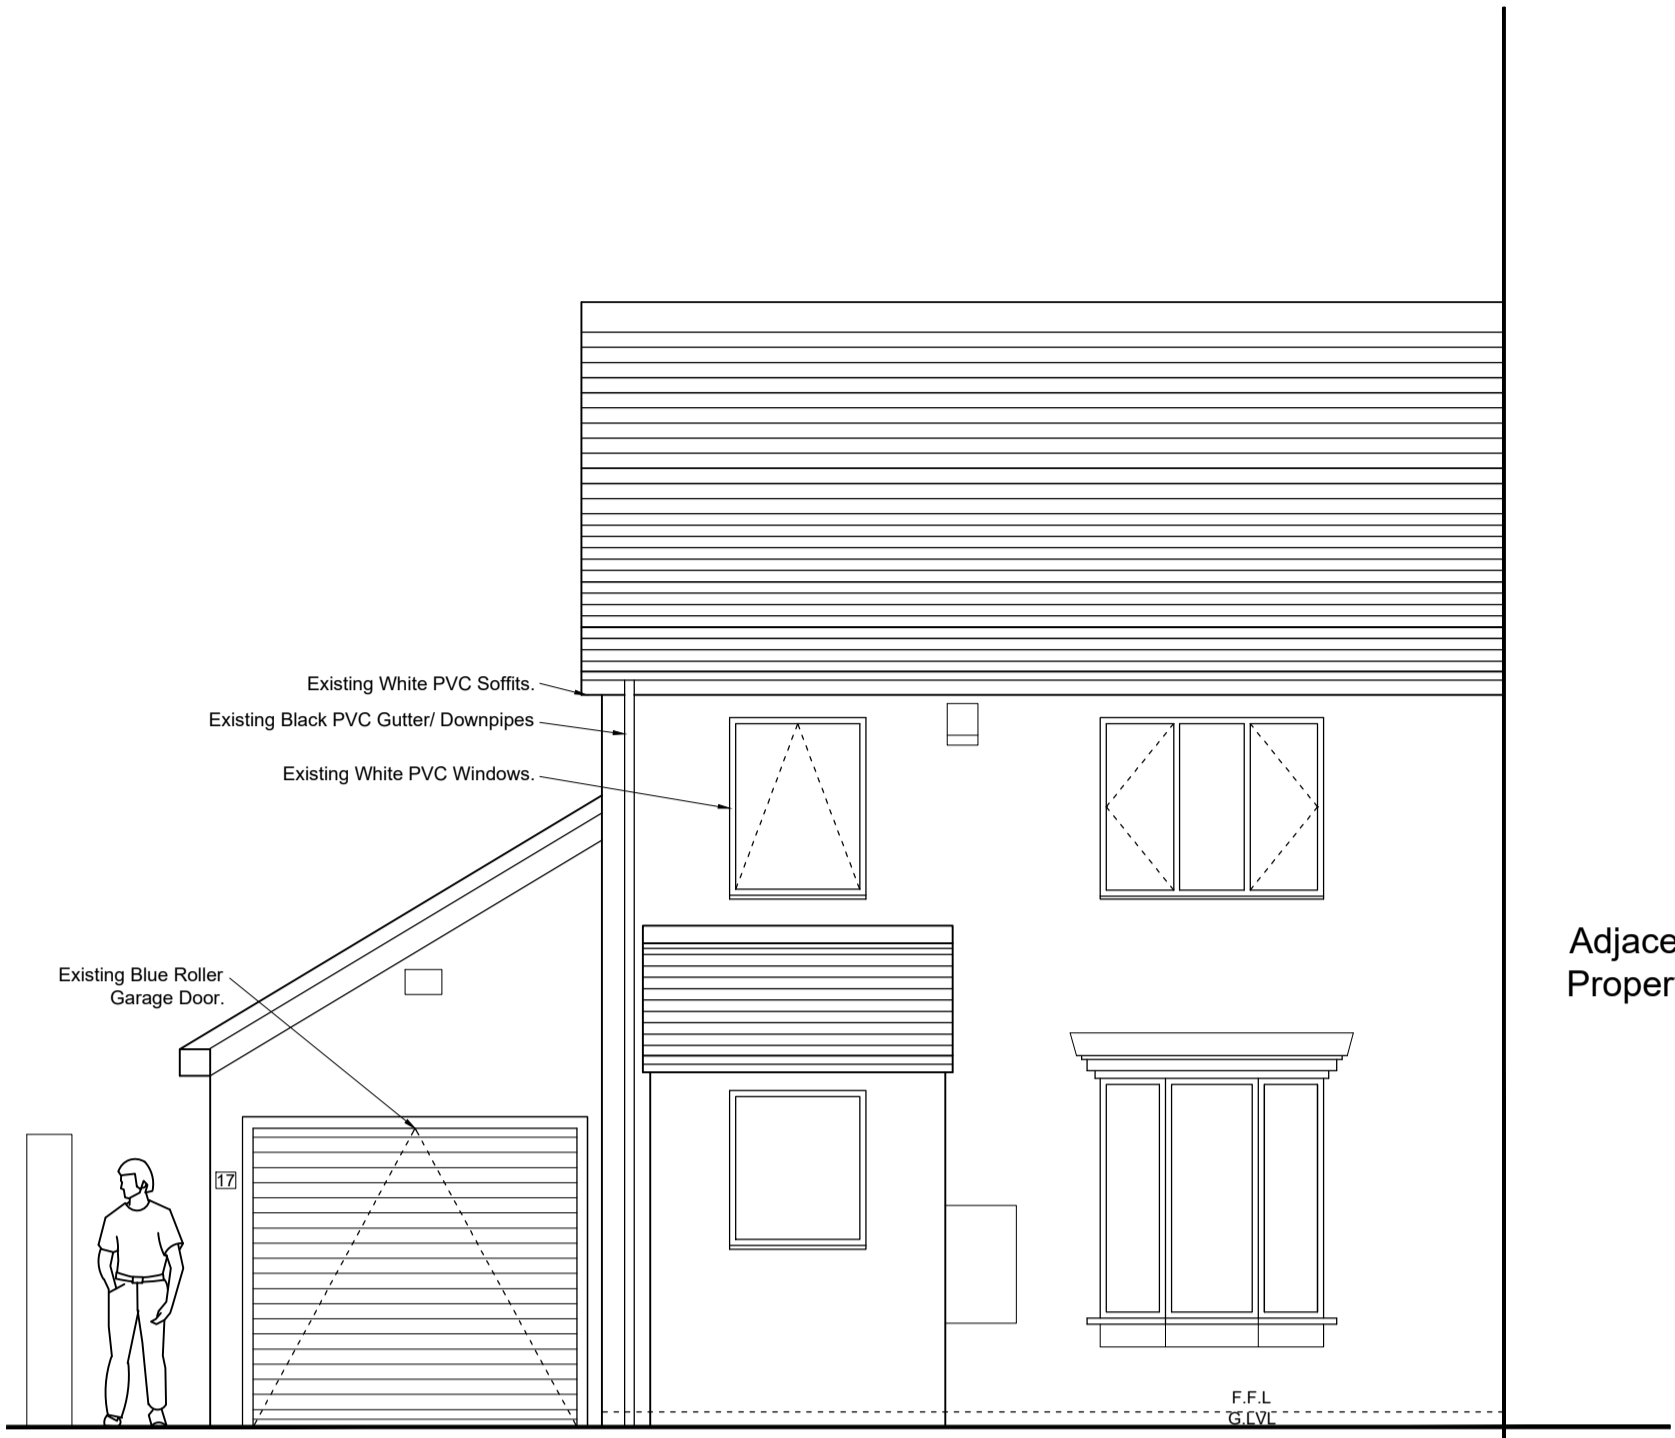 Existing White PVC Soffits.
Existing Black PVC Gutter/ Downpipes
Existing White PVC Windows.
Existing Blue Roller
Garage Door.
Adjace
Proper
17
F.F.L
G.LVL